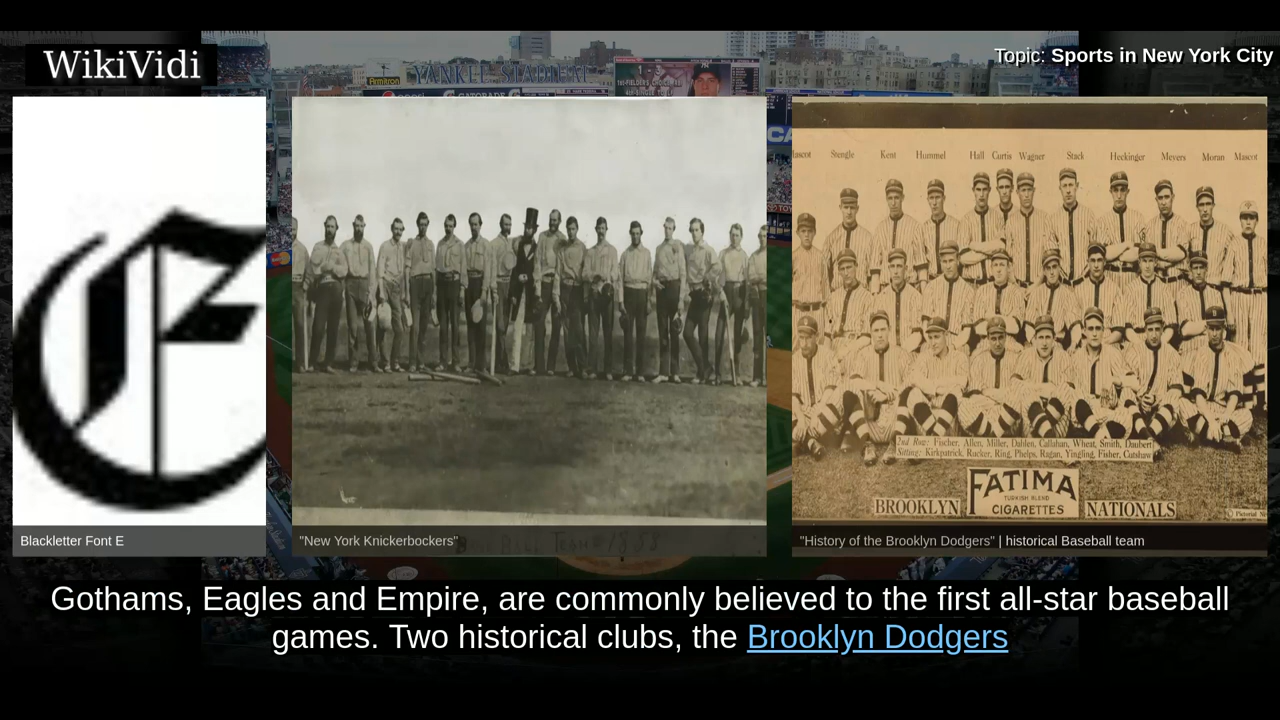 WikiVidi
Topic: Sports in New York City
Armitron
YANKEE STADIUM
GATORADE
E
Stengle Kent Hummel Hall Curtis Wagner Stack Heckinger Meyers Moran Mascot
2nd Row: Fischer, Allen, Miller, Dahlen, Callahan, Wheat, Smith, Daubert
Sitting: Kirkpatrick, Rucker, Ring, Phelps, Ragan, Yingling, Fisher, Cutshaw
FATIMA
TURKISH BLEND
CIGARETTES
BROOKLYN NATIONALS
Blackletter Font E
"New York Knickerbockers"
"History of the Brooklyn Dodgers" | historical Baseball team
Gothams, Eagles and Empire, are commonly believed to the first all-star baseball
games. Two historical clubs, the Brooklyn Dodgers